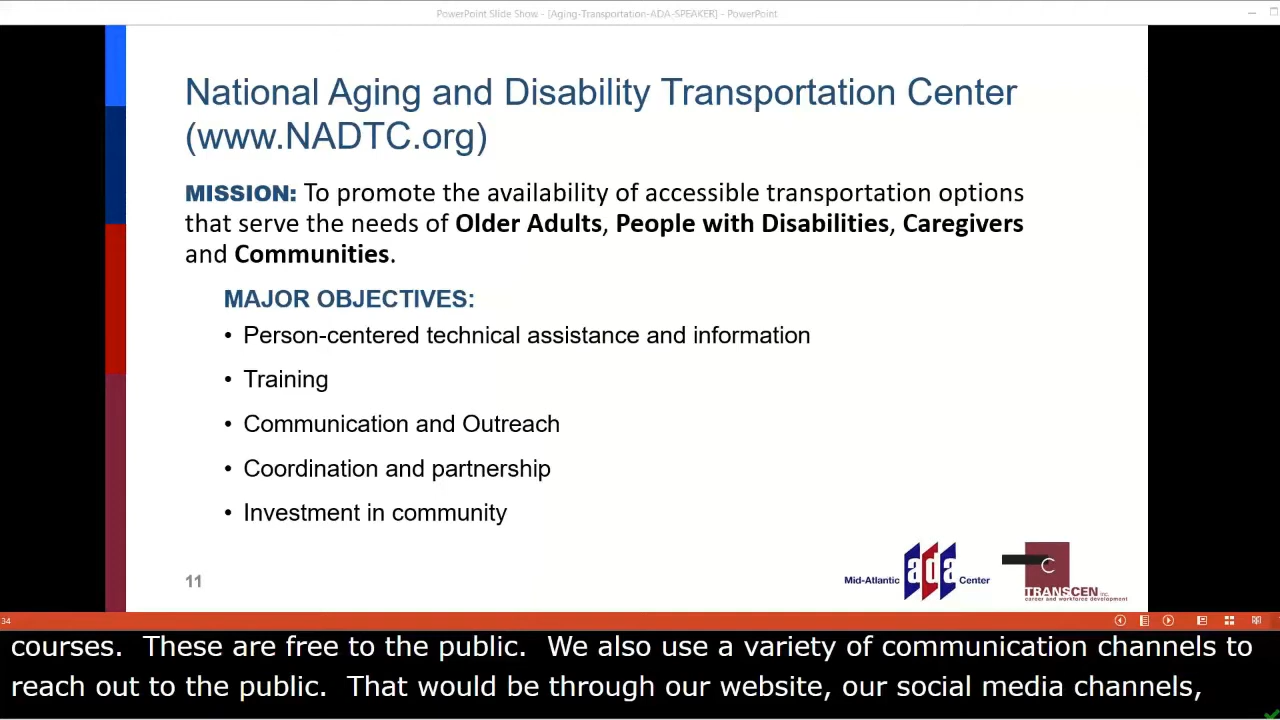 PowerPoint Slide Show - [Aging-Transportation-ADA-SPEAKER] - PowerPoint
National Aging and Disability Transportation Center
(www.NADTC.org)
MISSION: To promote the availability of accessible transportation options
that serve the needs of Older Adults, People with Disabilities, Caregivers
and Communities.
MAJOR OBJECTIVES:
• Person-centered technical assistance and information
• Training
• Communication and Outreach
• Coordination and partnership
• Investment in community
11
Mid-Atlantic ada Center
C
TRANSCEN inc.
career and workforce development
34
courses. These are free to the public. We also use a variety of communication channels to
reach out to the public. That would be through our website, our social media channels,